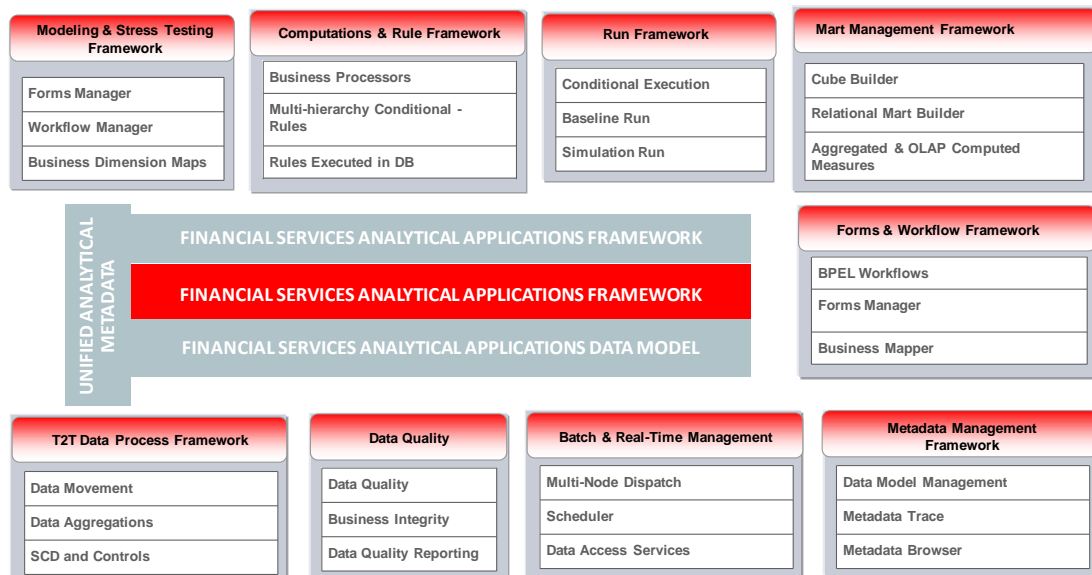 Modeling & Stress Testing
Framework
Forms Manager
Workflow Manager
Business Dimension Maps
Computations & Rule Framework
Business Processors
Multi-hierarchy Conditional -
Rules
Rules Executed in DB
Run Framework
Conditional Execution
Baseline Run
Simulation Run
Mart Management Framework
Cube Builder
Relational Mart Builder
Aggregated & OLAP Computed
Measures
UNIFIED ANALYTICAL
METADATA
FINANCIAL SERVICES ANALYTICAL APPLICATIONS FRAMEWORK
FINANCIAL SERVICES ANALYTICAL APPLICATIONS FRAMEWORK
FINANCIAL SERVICES ANALYTICAL APPLICATIONS DATA MODEL
Forms & Workflow Framework
BPEL Workflows
Forms Manager
Business Mapper
T2T Data Process Framework
Data Movement
Data Aggregations
SCD and Controls
Data Quality
Data Quality
Business Integrity
Data Quality Reporting
Batch & Real-Time Management
Multi-Node Dispatch
Scheduler
Data Access Services
Metadata Management
Framework
Data Model Management
Metadata Trace
Metadata Browser